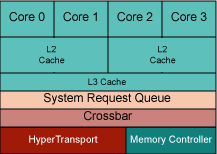 Core 0 Core 1 Core 2 Core 3
L2 L2
Cache Cache
L3 Cache
System Request Queue
Crossbar
HyperTransport Memory Controller